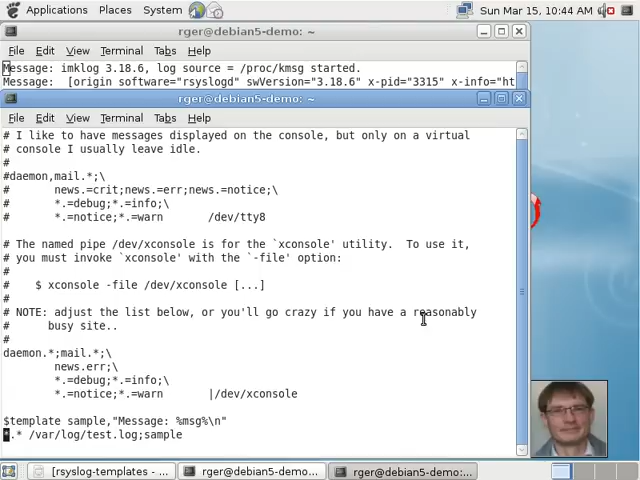 Applications Places System Sun Mar 15, 10:44 AM
rger@debian5-demo: ~
File Edit View Terminal Tabs Help
Message: imklog 3.18.6, log source = /proc/kmsg started.
Message:  [origin software="rsyslogd" swVersion="3.18.6" x-pid="3315" x-info="ht
rger@debian5-demo: ~
File Edit View Terminal Tabs Help
# I like to have messages displayed on the console, but only on a virtual
# console I usually leave idle.
#
#daemon,mail.*;\
#       news.=crit;news.=err;news.=notice;\
#       *.=debug;*.=info;\
#       *.=notice;*.=warn       /dev/tty8
# The named pipe /dev/xconsole is for the `xconsole' utility.  To use it,
# you must invoke `xconsole' with the `-file' option:
#
#    $ xconsole -file /dev/xconsole [...]
#
# NOTE: adjust the list below, or you'll go crazy if you have a reasonably
#      busy site..
#
daemon.*;mail.*;\
        news.err;\
        *.=debug;*.=info;\
        *.=notice;*.=warn       |/dev/xconsole
$template sample,"Message: %msg%\n"
*.* /var/log/test.log;sample
[rsyslog-templates - ... rger@debian5-demo... rger@debian5-demo:...